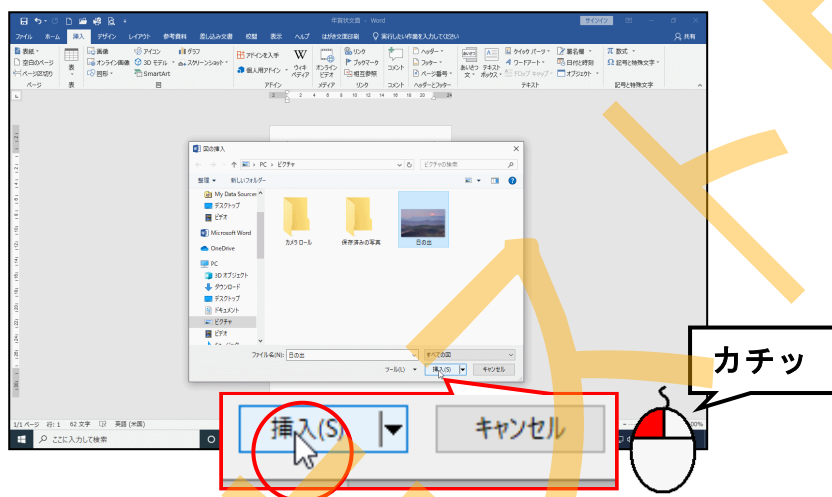 年賀状文面 - Word
サインイン
ファイル ホーム 挿入 デザイン レイアウト 参考資料 差し込み文書 校閲 表示 ヘルプ はがき文面印刷 実行したい作業を入力してください 共有
表紙 画像 アイコン グラフ アドインを入手 リンク ヘッダー クイック パーツ 署名欄 数式
空白のページ オンライン画像 3D モデル スクリーンショット 個人用アドイン ブックマーク フッター ワードアート 日付と時刻 記号と特殊文字
ページ区切り 図形 SmartArt 相互参照 ページ番号 ドロップ キャップ オブジェクト
表 ウィキペディア オンラインビデオ コメント あいさつ文 テキストボックス
ページ 表 図 アドイン メディア リンク コメント ヘッダーとフッター テキスト 記号と特殊文字
図の挿入
PC › ピクチャ
ピクチャの検索
整理 新しいフォルダー
My Data Sources
デスクトップ
ビデオ
Microsoft Word
OneDrive
PC
3D オブジェクト
ダウンロード
デスクトップ
ドキュメント
ピクチャ
ビデオ
カメラ ロール 保存済みの写真 日の出
ファイル名(N): 日の出 すべての図
ツール(L) 挿入(S) キャンセル
カチッ
挿入(S) キャンセル
1/1 ページ 行: 1 62 文字 英語 (米国)
ここに入力して検索